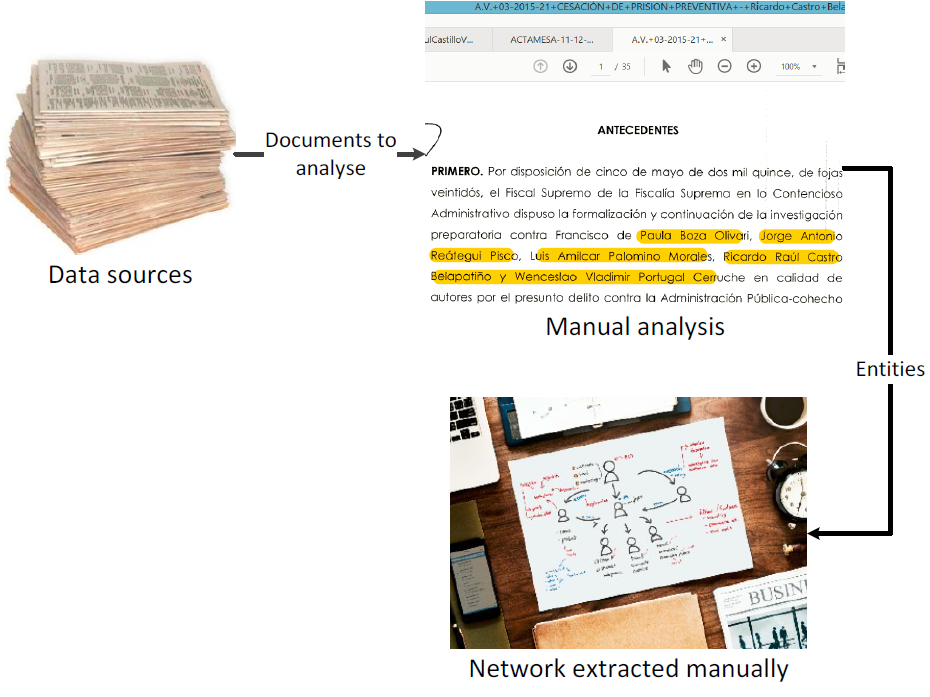 A.V.+03-2015-21+CESACIÓN+DE+PRISION+PREVENTIVA+-+Ricardo+Castro+Bela
ulCastilloV...
ACTAMESA-11-12-...
A.V.+03-2015-21+...
1 / 35
100%
Documents to
analyse
Data sources
ANTECEDENTES
PRIMERO. Por disposición de cinco de mayo de dos mil quince, de fojas
veintidós, el Fiscal Supremo de la Fiscalía Suprema en lo Contencioso
Administrativo dispuso la formalización y continuación de la investigación
preparatoria contra Francisco de Paula Boza Olivari, Jorge Antonio
Reátegui Pisco, Luis Amilcar Palomino Morales, Ricardo Raúl Castro
Belapatiño y Wenceslao Vladimir Portugal Cerruche en calidad de
autores por el presunto delito contra la Administración Pública-cohecho
Manual analysis
Entities
BUSIN
Network extracted manually